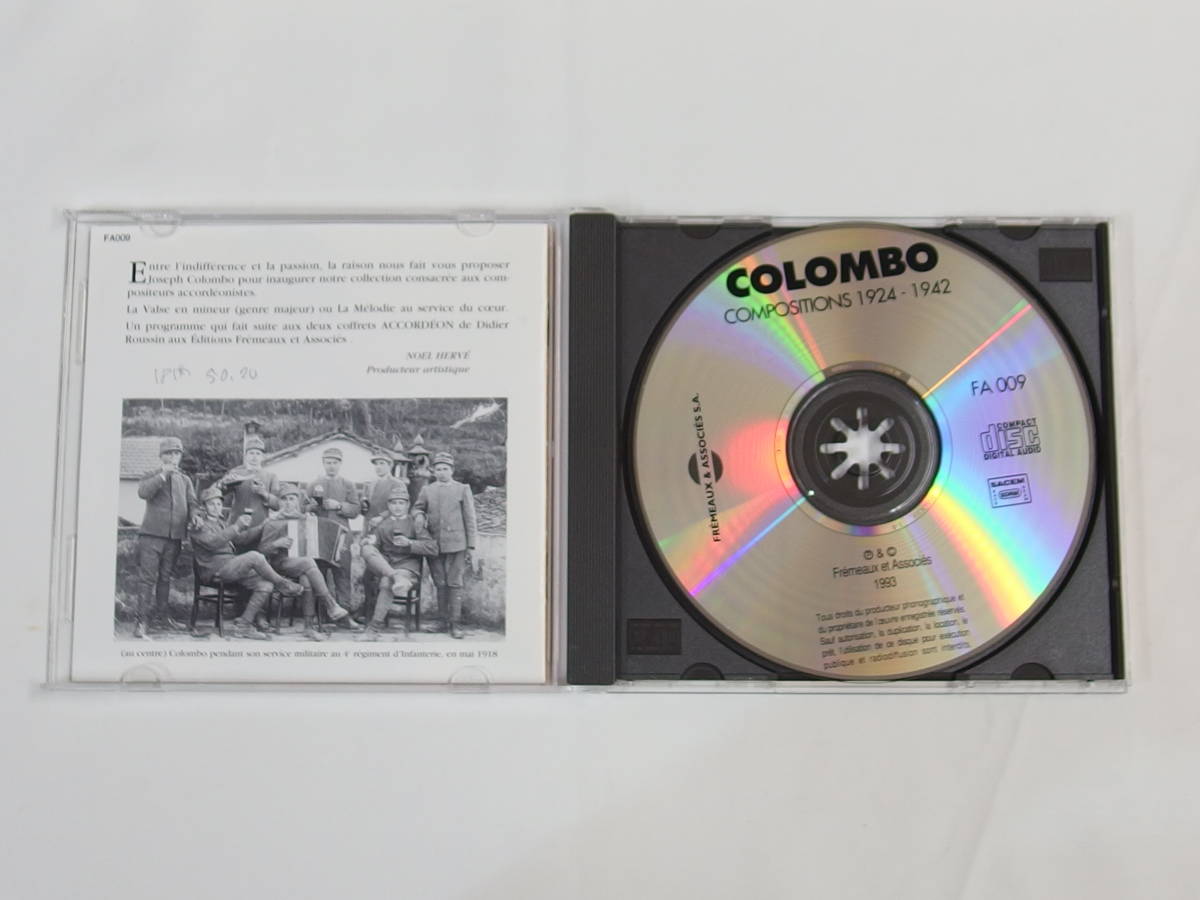 FA009
Entre l'indifférence et la passion, la raison nous fait vous proposer
Joseph Colombo pour inaugurer notre collection consacrée aux com-
positeurs accordéonistes.
La Valse en mineur (genre majeur) ou La Mélodie au service du cœur.
Un programme qui fait suite aux deux coffrets ACCORDÉON de Didier
Roussin aux Éditions Frémeaux et Associés .
NOEL HERVÉ
Producteur artistique
50.20
(au centre) Colombo pendant son service militaire au 4e régiment d'Infanterie, en mai 1918
COLOMBO
COMPOSITIONS 1924 - 1942
FA 009
COMPACT
disc
DIGITAL AUDIO
SACEM
FRÉMEAUX & ASSOCIÉS S.A.
℗ & ©
Frémeaux et Associés
1993
Tous droits du producteur phonographique et
du propriétaire de l'œuvre enregistrée réservés.
Sauf autorisation, la duplication, la location, le
prêt, l'utilisation de ce disque pour exécution
publique et radiodiffusion sont interdits.